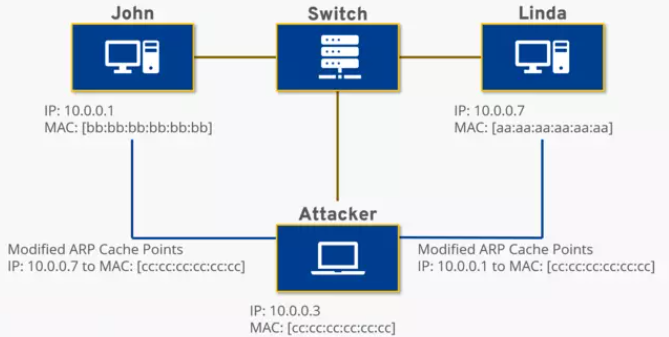 John
Switch
Linda
IP: 10.0.0.1
MAC: [bb:bb:bb:bb:bb:bb]
IP: 10.0.0.7
MAC: [aa:aa:aa:aa:aa:aa]
Attacker
Modified ARP Cache Points
IP: 10.0.0.7 to MAC: [cc:cc:cc:cc:cc:cc]
Modified ARP Cache Points
IP: 10.0.0.1 to MAC: [cc:cc:cc:cc:cc:cc]
IP: 10.0.0.3
MAC: [cc:cc:cc:cc:cc:cc]